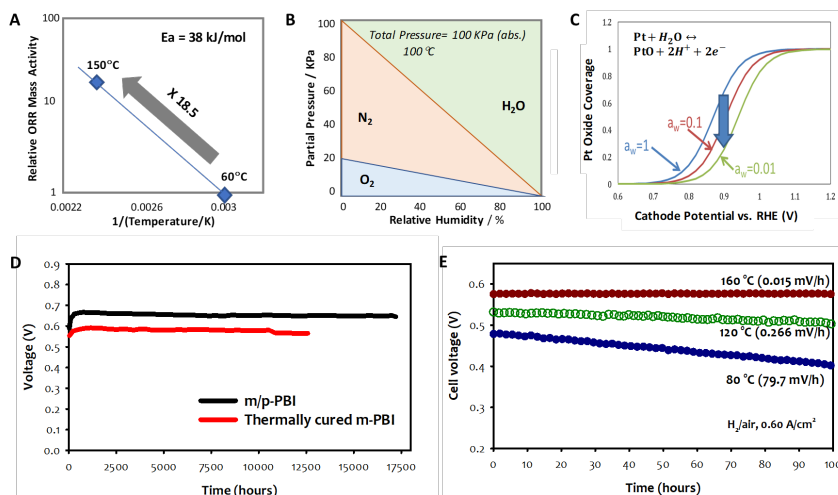 A
100
10
1
Relative ORR Mass Activity
Ea = 38 kJ/mol
150°C
X 18.5
60°C
0.0022
0.0026
0.003
1/(Temperature/K)
B
Partial Pressure / KPa
100
80
60
40
20
0
Total Pressure= 100 KPa (abs.)
100 °C
N2
H2O
O2
0
20
40
60
80
100
Relative Humidity / %
C
Pt Oxide Coverage
1.2
1.0
0.8
0.6
0.4
0.2
0.0
Pt + H2O ↔
PtO + 2H+ + 2e−
aw=0.1
aw=1
aw=0.01
0.6
0.7
0.8
0.9
1.0
1.1
1.2
Cathode Potential vs. RHE (V)
D
Voltage (V)
0.9
0.8
0.7
0.6
0.5
0.4
0.3
0.2
0.1
0.0
m/p-PBI
Thermally cured m-PBI
0
2500
5000
7500
10000
12500
15000
17500
Time (hours)
E
Cell voltage (V)
0.6
0.5
0.4
0.3
0.2
160 °C (0.015 mV/h)
120 °C (0.266 mV/h)
80 °C (79.7 mV/h)
H2/air, 0.60 A/cm2
0
10
20
30
40
50
60
70
80
90
100
Time (hours)